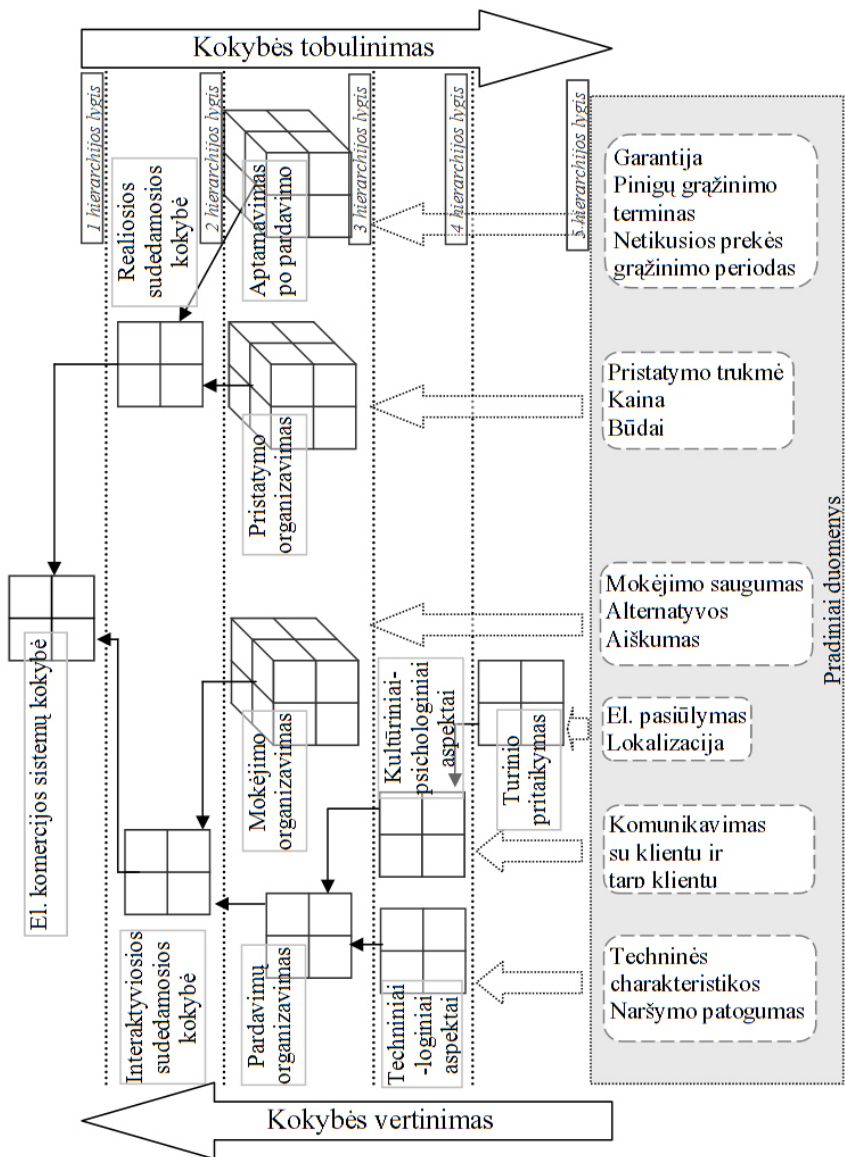 Kokybės tobulinimas
1 hierarchijos lygis
2 hierarchijos lygis
3 hierarchijos lygis
4 hierarchijos lygis
5 hierarchijos lygis
Realiosios
sudedamosios
kokybė
Aptarnavimas
po pardavimo
Garantija
Pinigų grąžinimo
terminas
Netikusios prekės
grąžinimo periodas
Pristatymo
organizavimas
Pristatymo trukmė
Kaina
Būdai
El. komercijos sistemų kokybė
Mokėjimo
organizavimas
Mokėjimo saugumas
Alternatyvos
Aiškumas
Pradiniai duomenys
Kultūriniai-
psichologiniai
aspektai
Turinio
pritaikymas
El. pasiūlymas
Lokalizacija
Komunikavimas
su klientu ir
tarp klientu
Interaktyviosios
sudedamosios
kokybė
Pardavimų
organizavimas
Techniniai
-loginiai
aspektai
Techninės
charakteristikos
Naršymo patogumas
Kokybės vertinimas